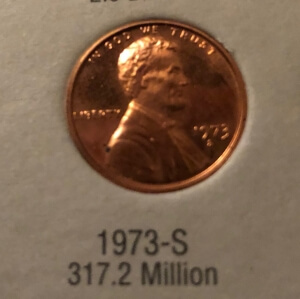 IN GOD WE TRUST
LIBERTY
1973
S
1973-S
317.2 Million